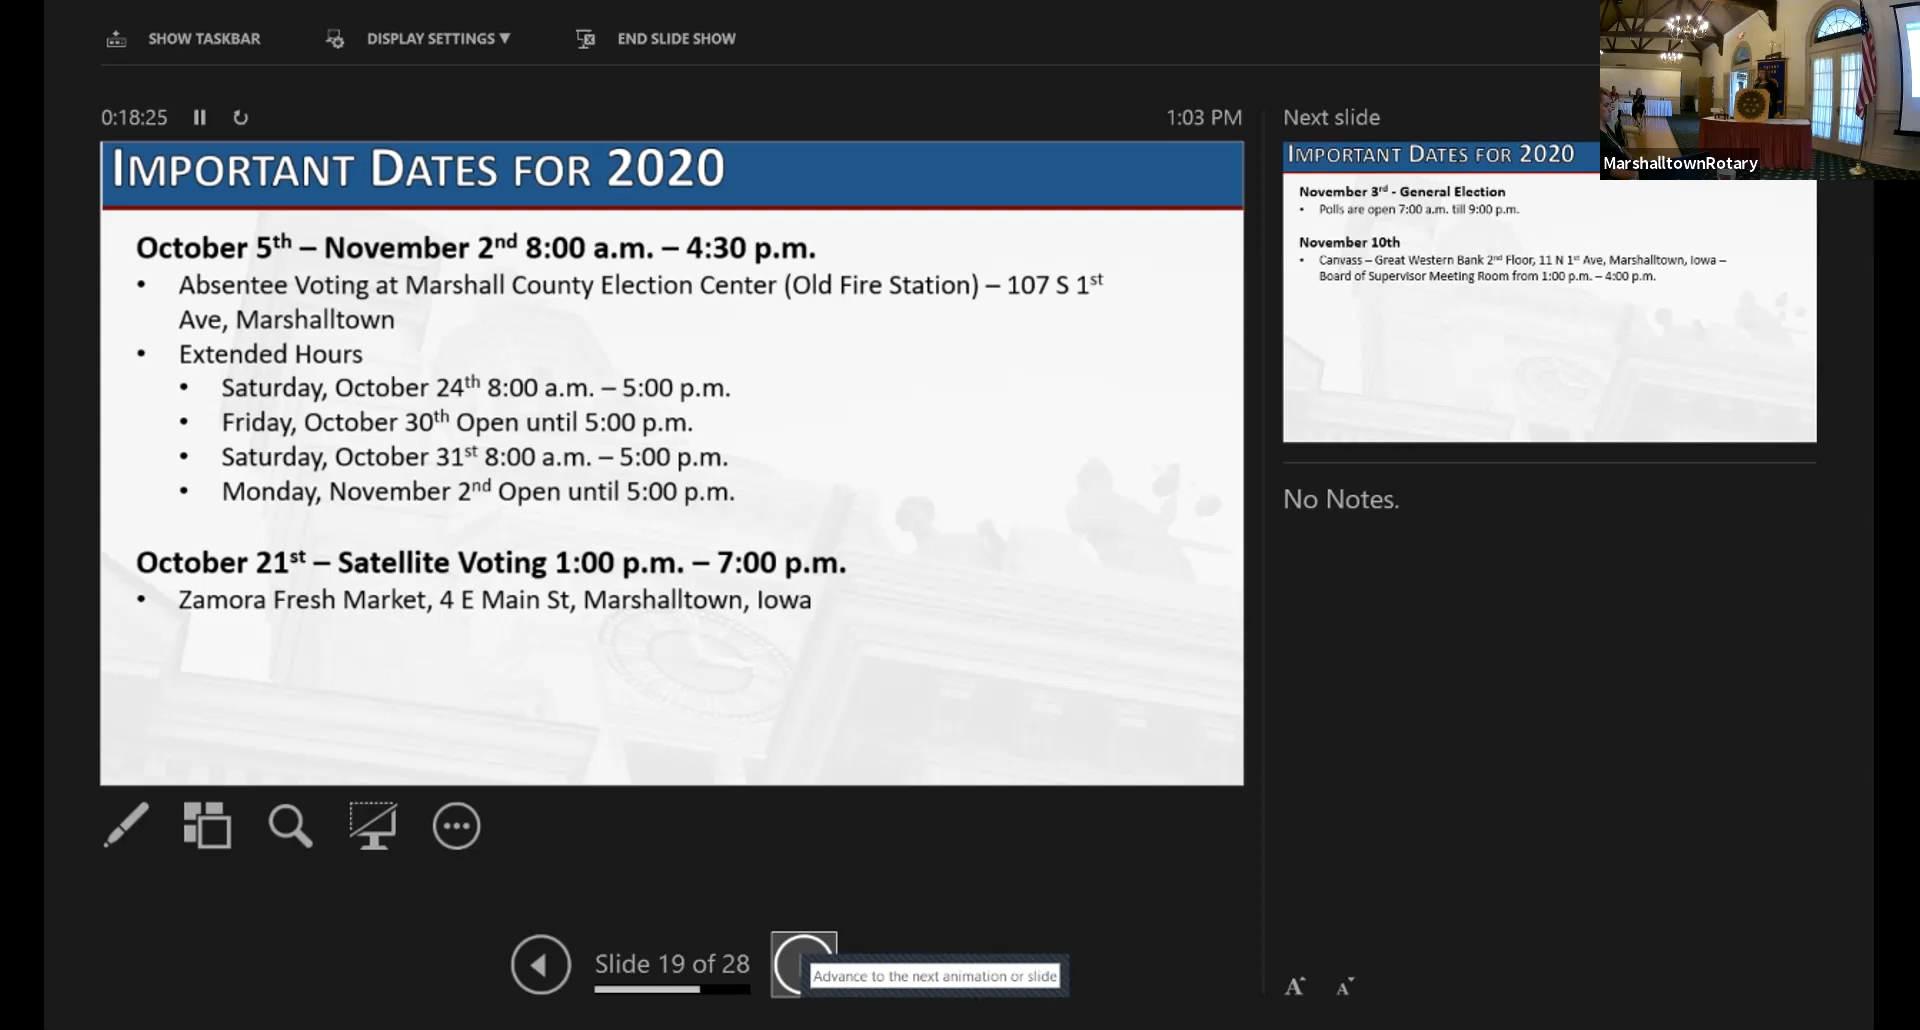 SHOW TASKBAR
DISPLAY SETTINGS ▼
END SLIDE SHOW
0:18:25
1:03 PM
Next slide
IMPORTANT DATES FOR 2020
October 5th – November 2nd 8:00 a.m. – 4:30 p.m.
• Absentee Voting at Marshall County Election Center (Old Fire Station) – 107 S 1st
Ave, Marshalltown
• Extended Hours
• Saturday, October 24th 8:00 a.m. – 5:00 p.m.
• Friday, October 30th Open until 5:00 p.m.
• Saturday, October 31st 8:00 a.m. – 5:00 p.m.
• Monday, November 2nd Open until 5:00 p.m.
October 21st – Satellite Voting 1:00 p.m. – 7:00 p.m.
• Zamora Fresh Market, 4 E Main St, Marshalltown, Iowa
Slide 19 of 28
Advance to the next animation or slide
IMPORTANT DATES FOR 2020
November 3rd - General Election
• Polls are open 7:00 a.m. till 9:00 p.m.
November 10th
• Canvass – Great Western Bank 2nd Floor, 11 N 1st Ave, Marshalltown, Iowa –
Board of Supervisor Meeting Room from 1:00 p.m. – 4:00 p.m.
No Notes.
A A
MarshalltownRotary